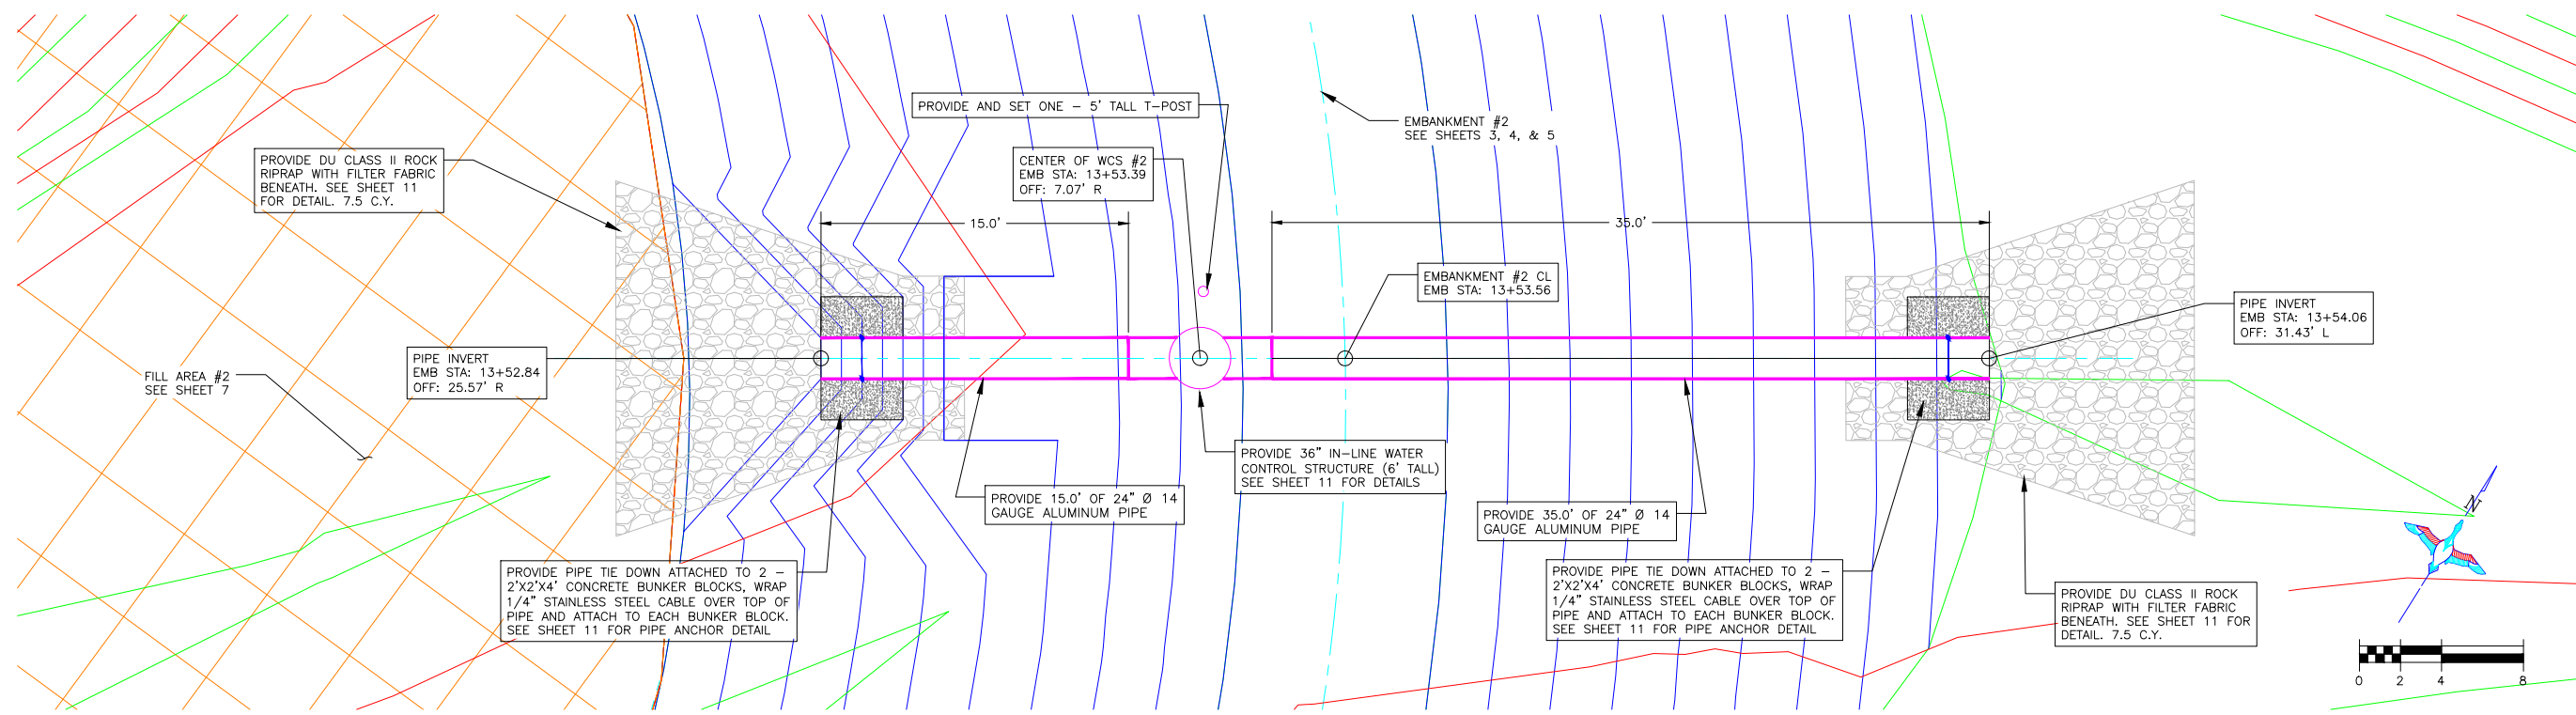 PROVIDE AND SET ONE – 5' TALL T-POST
EMBANKMENT #2
SEE SHEETS 3, 4, & 5
PROVIDE DU CLASS II ROCK
RIPRAP WITH FILTER FABRIC
BENEATH. SEE SHEET 11
FOR DETAIL. 7.5 C.Y.
CENTER OF WCS #2
EMB STA: 13+53.39
OFF: 7.07' R
15.0'
35.0'
EMBANKMENT #2 CL
EMB STA: 13+53.56
PIPE INVERT
EMB STA: 13+54.06
OFF: 31.43' L
PIPE INVERT
EMB STA: 13+52.84
OFF: 25.57' R
FILL AREA #2
SEE SHEET 7
PROVIDE 36" IN-LINE WATER
CONTROL STRUCTURE (6' TALL)
SEE SHEET 11 FOR DETAILS
PROVIDE 15.0' OF 24" Ø 14
GAUGE ALUMINUM PIPE
PROVIDE 35.0' OF 24" Ø 14
GAUGE ALUMINUM PIPE
PROVIDE PIPE TIE DOWN ATTACHED TO 2 –
2'X2'X4' CONCRETE BUNKER BLOCKS, WRAP
1/4" STAINLESS STEEL CABLE OVER TOP OF
PIPE AND ATTACH TO EACH BUNKER BLOCK.
SEE SHEET 11 FOR PIPE ANCHOR DETAIL
PROVIDE PIPE TIE DOWN ATTACHED TO 2 –
2'X2'X4' CONCRETE BUNKER BLOCKS, WRAP
1/4" STAINLESS STEEL CABLE OVER TOP OF
PIPE AND ATTACH TO EACH BUNKER BLOCK.
SEE SHEET 11 FOR PIPE ANCHOR DETAIL
PROVIDE DU CLASS II ROCK
RIPRAP WITH FILTER FABRIC
BENEATH. SEE SHEET 11 FOR
DETAIL. 7.5 C.Y.
N
0 2 4 8